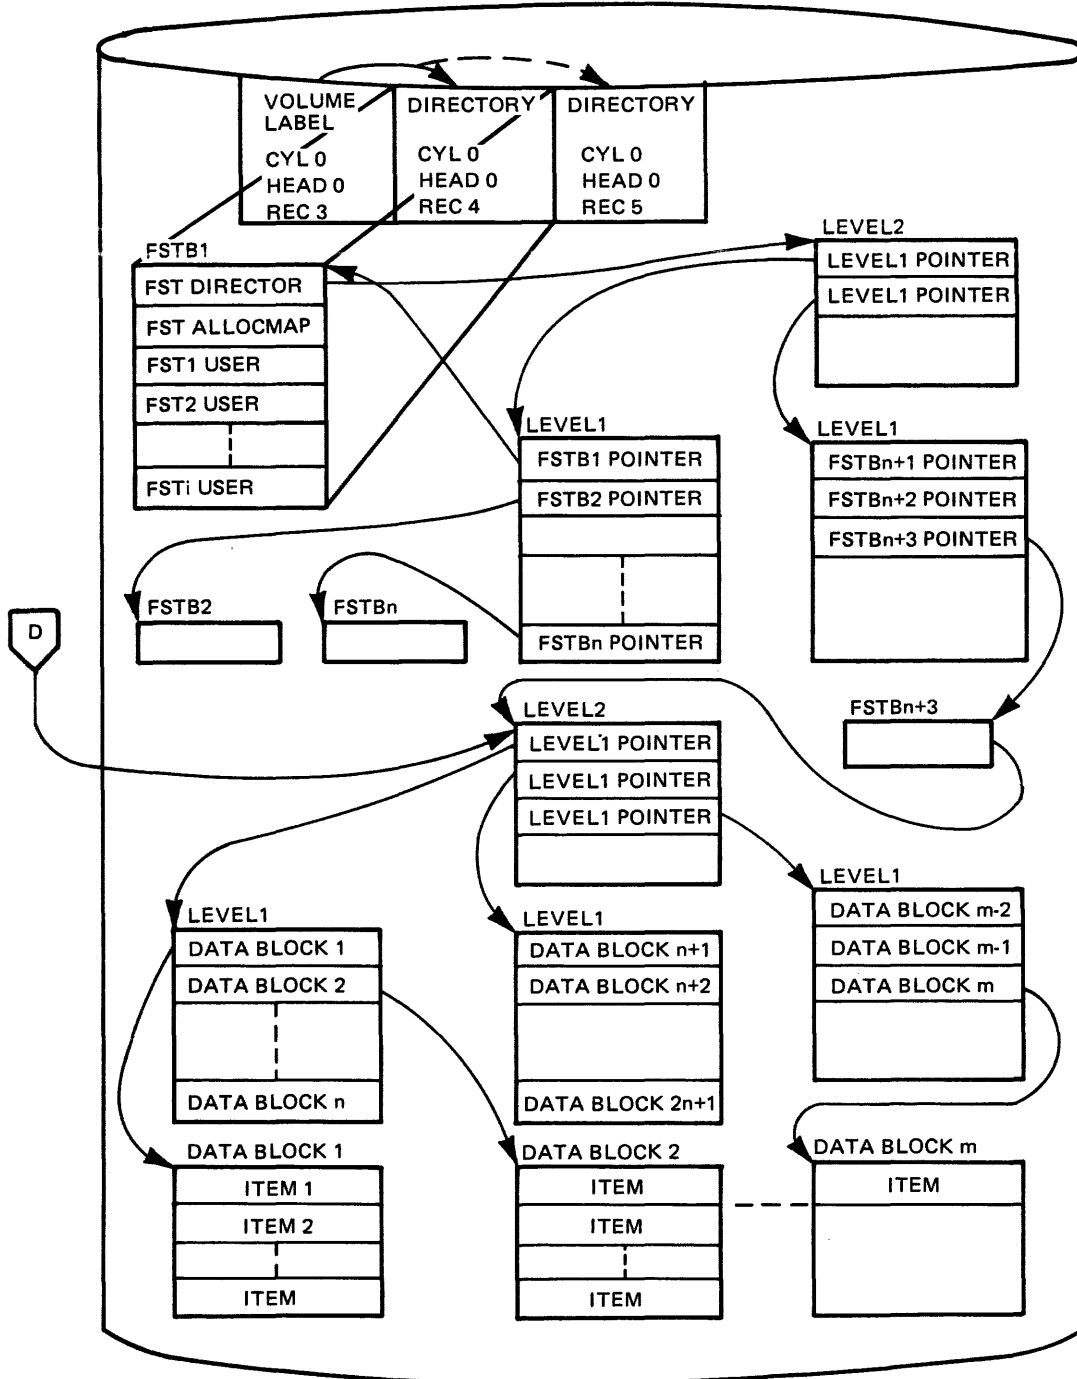 VOLUME
LABEL
CYL 0
HEAD 0
REC 3
DIRECTORY
CYL 0
HEAD 0
REC 4
DIRECTORY
CYL 0
HEAD 0
REC 5
FSTB1
FST DIRECTOR
FST ALLOCMAP
FST1 USER
FST2 USER
FSTi USER
LEVEL2
LEVEL1 POINTER
LEVEL1 POINTER
LEVEL1
FSTB1 POINTER
FSTB2 POINTER
FSTBn POINTER
LEVEL1
FSTBn+1 POINTER
FSTBn+2 POINTER
FSTBn+3 POINTER
FSTB2
FSTBn
D
FSTBn+3
LEVEL2
LEVEL1 POINTER
LEVEL1 POINTER
LEVEL1 POINTER
LEVEL1
DATA BLOCK 1
DATA BLOCK 2
DATA BLOCK n
LEVEL1
DATA BLOCK n+1
DATA BLOCK n+2
DATA BLOCK 2n+1
LEVEL1
DATA BLOCK m-2
DATA BLOCK m-1
DATA BLOCK m
DATA BLOCK 1
ITEM 1
ITEM 2
ITEM
DATA BLOCK 2
ITEM
ITEM
ITEM
DATA BLOCK m
ITEM